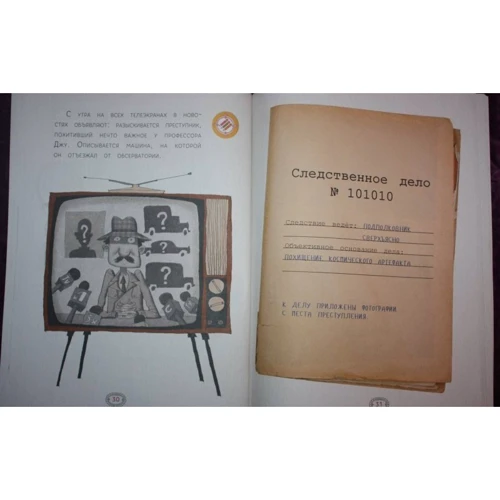 С утра на всех телеэкранах в ново-
стях объявляют: разыскивается преступник,
похитивший нечто важное у профессора
Джу. Описывается машина, на которой
он отъезжал от обсерватории...
?
?
?
?
30
Следственное дело
№ 101010
Следствие ведёт: подполковник
Объективное основание дела:
похищение космического артефакта
К делу приложены фотографии
с места преступления.
31